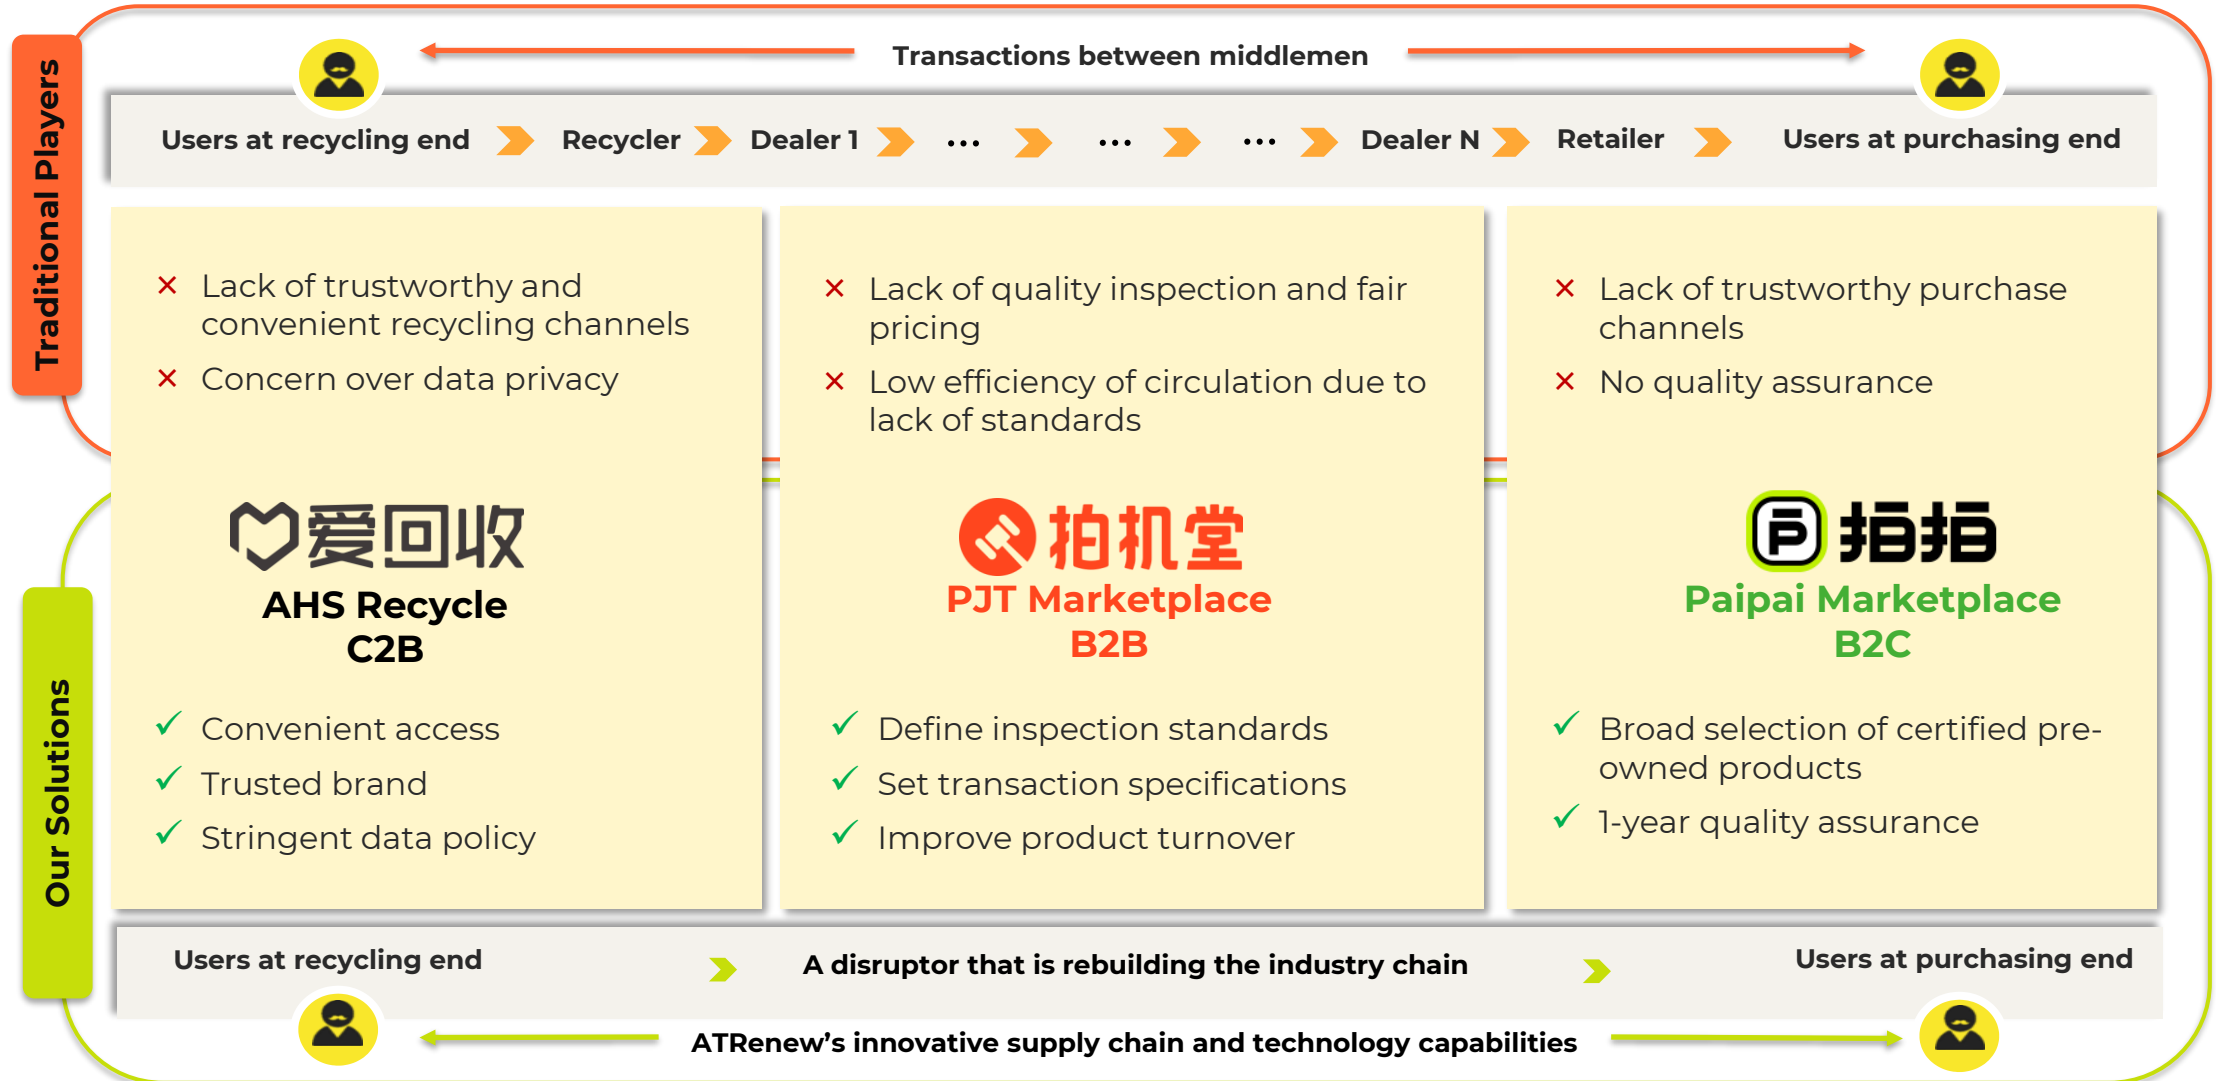 Traditional Players
Transactions between middlemen
Users at recycling end
Recycler
Dealer 1
...
...
...
Dealer N
Retailer
Users at purchasing end
× Lack of trustworthy and
convenient recycling channels
× Concern over data privacy
× Lack of quality inspection and fair
pricing
× Low efficiency of circulation due to
lack of standards
× Lack of trustworthy purchase
channels
× No quality assurance
Our Solutions
爱回收
AHS Recycle
C2B
✓ Convenient access
✓ Trusted brand
✓ Stringent data policy
拍机堂
PJT Marketplace
B2B
✓ Define inspection standards
✓ Set transaction specifications
✓ Improve product turnover
P 拍拍
Paipai Marketplace
B2C
✓ Broad selection of certified pre-
owned products
✓ 1-year quality assurance
Users at recycling end
A disruptor that is rebuilding the industry chain
Users at purchasing end
ATRenew’s innovative supply chain and technology capabilities